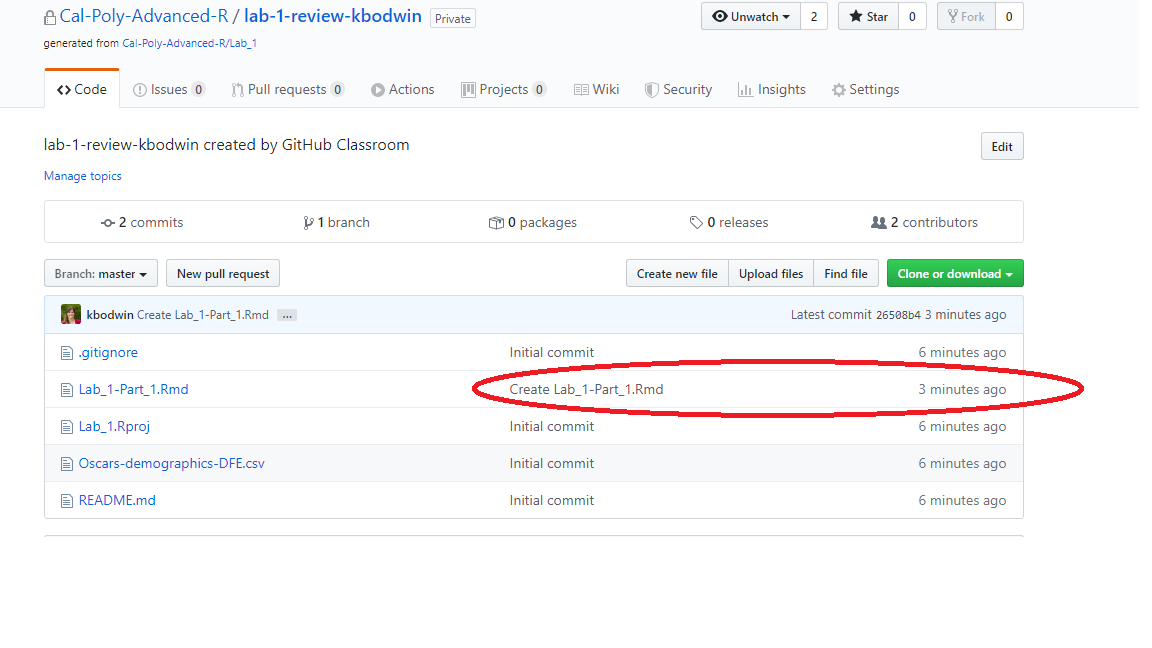 Cal-Poly-Advanced-R / lab-1-review-kbodwin Private Unwatch 2 Star 0 Fork 0
generated from Cal-Poly-Advanced-R/Lab_1
Code Issues 0 Pull requests 0 Actions Projects 0 Wiki Security Insights Settings
lab-1-review-kbodwin created by GitHub Classroom Edit
Manage topics
2 commits 1 branch 0 packages 0 releases 2 contributors
Branch: master New pull request Create new file Upload files Find file Clone or download
kbodwin Create Lab_1-Part_1.Rmd ... Latest commit 26508b4 3 minutes ago
.gitignore Initial commit 6 minutes ago
Lab_1-Part_1.Rmd Create Lab_1-Part_1.Rmd 3 minutes ago
Lab_1.Rproj Initial commit 6 minutes ago
Oscars-demographics-DFE.csv Initial commit 6 minutes ago
README.md Initial commit 6 minutes ago